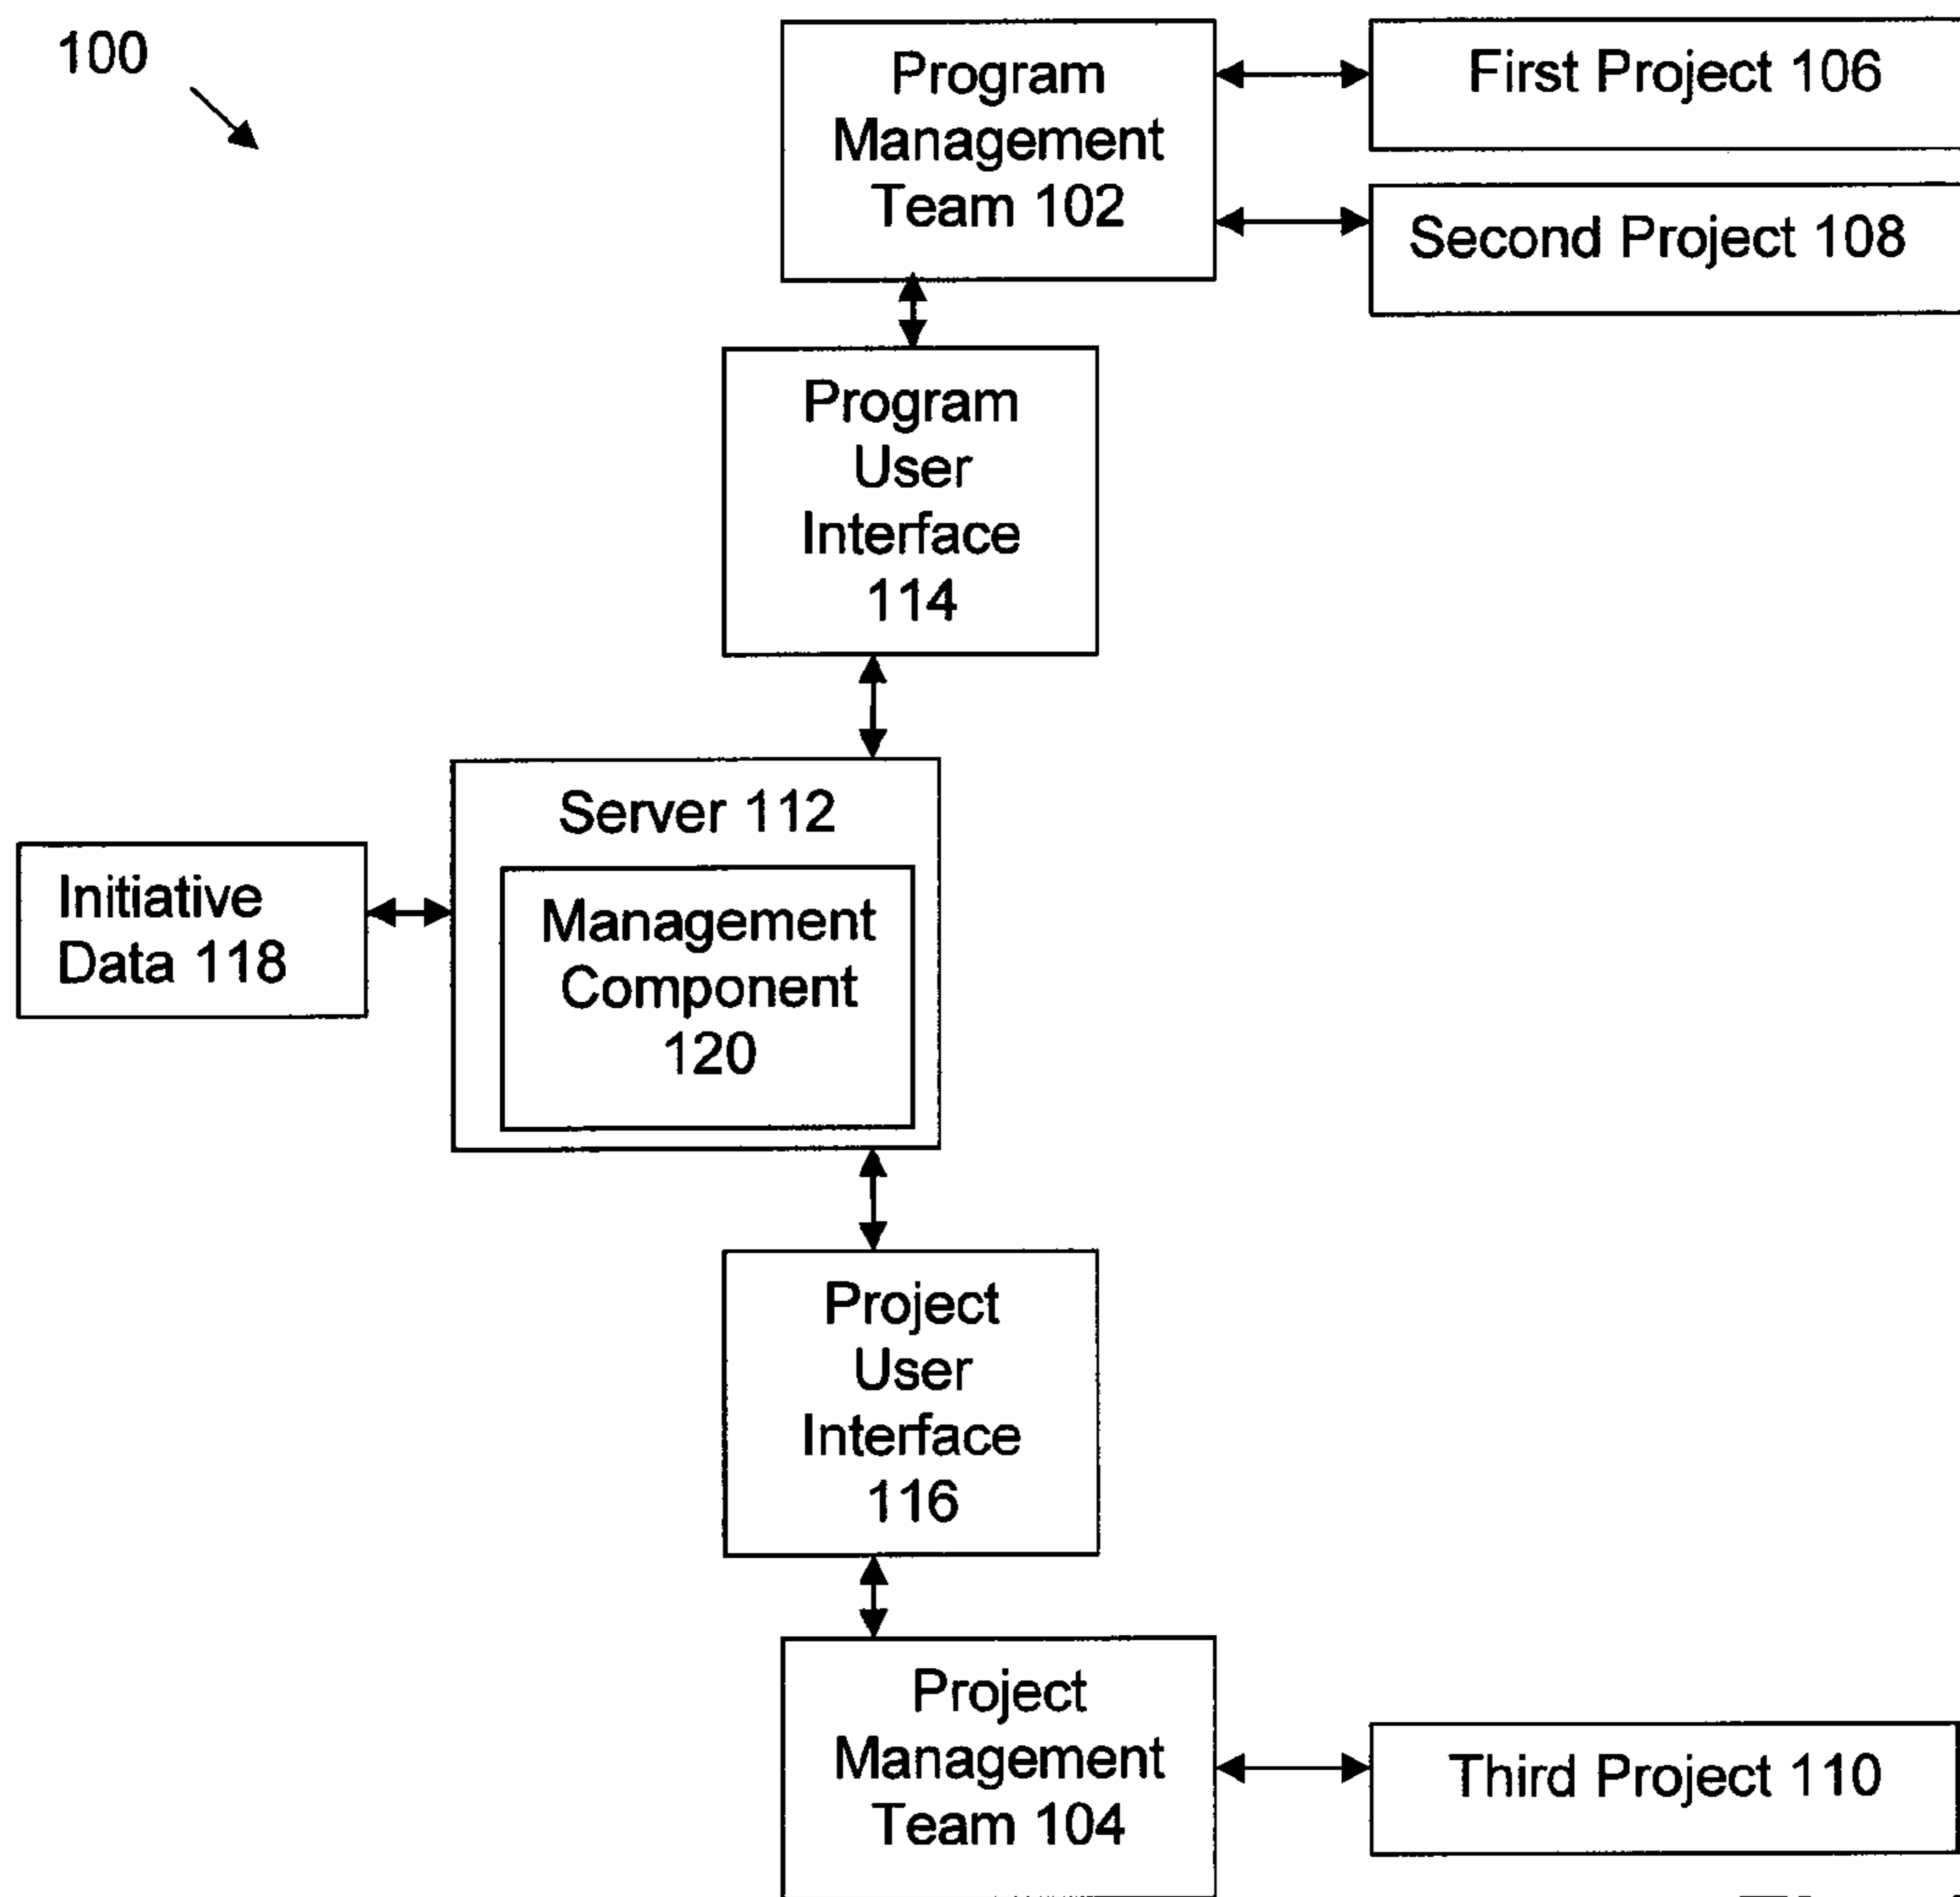 100
Program
Management
Team 102
First Project 106
Second Project 108
Program
User
Interface
114
Server 112
Management
Component
120
Initiative
Data 118
Project
User
Interface
116
Project
Management
Team 104
Third Project 110